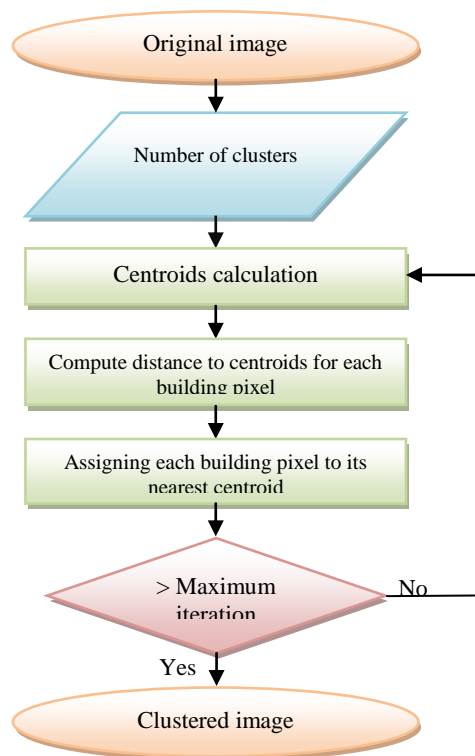 Original image
Number of clusters
Centroids calculation
Compute distance to centroids for each
building pixel
Assigning each building pixel to its
nearest centroid
> Maximum
iteration
No
Yes
Clustered image